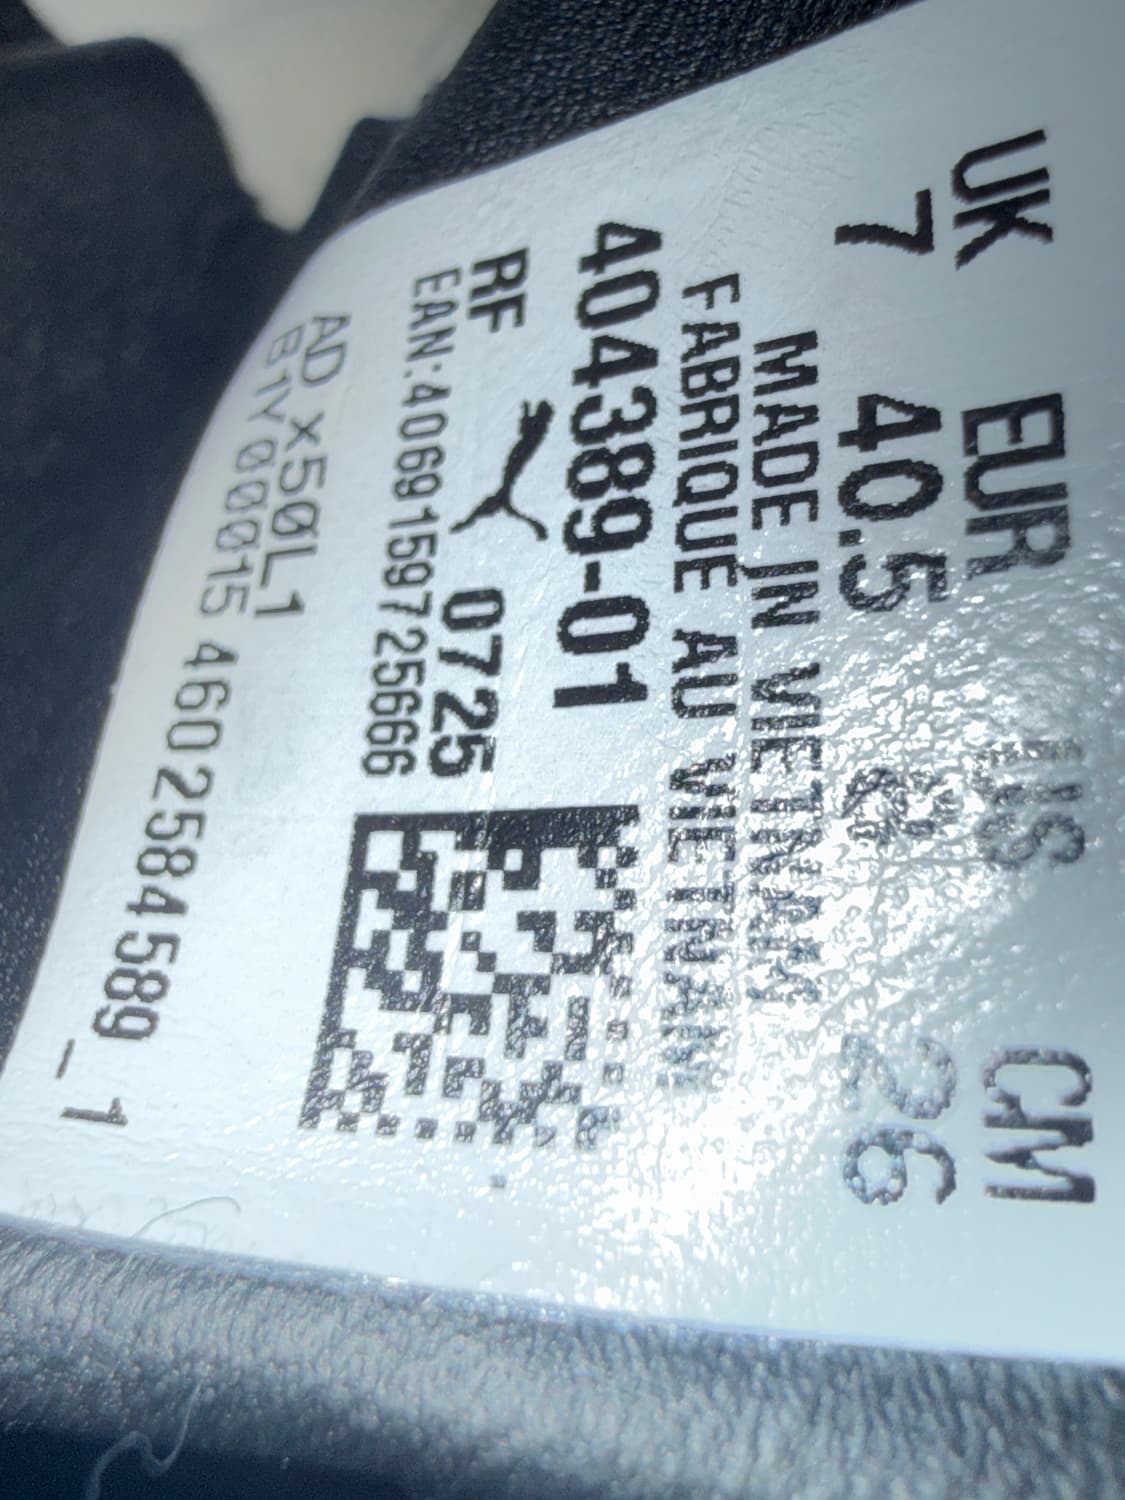 UK EUR US CM
7 40.5 8 26
MADE IN VIETNAM
FABRIQUE AU VIETNAM
404389-01
RF 0725
EAN:4069159725666
AD X50L1
B1Y00015 4602584589_1